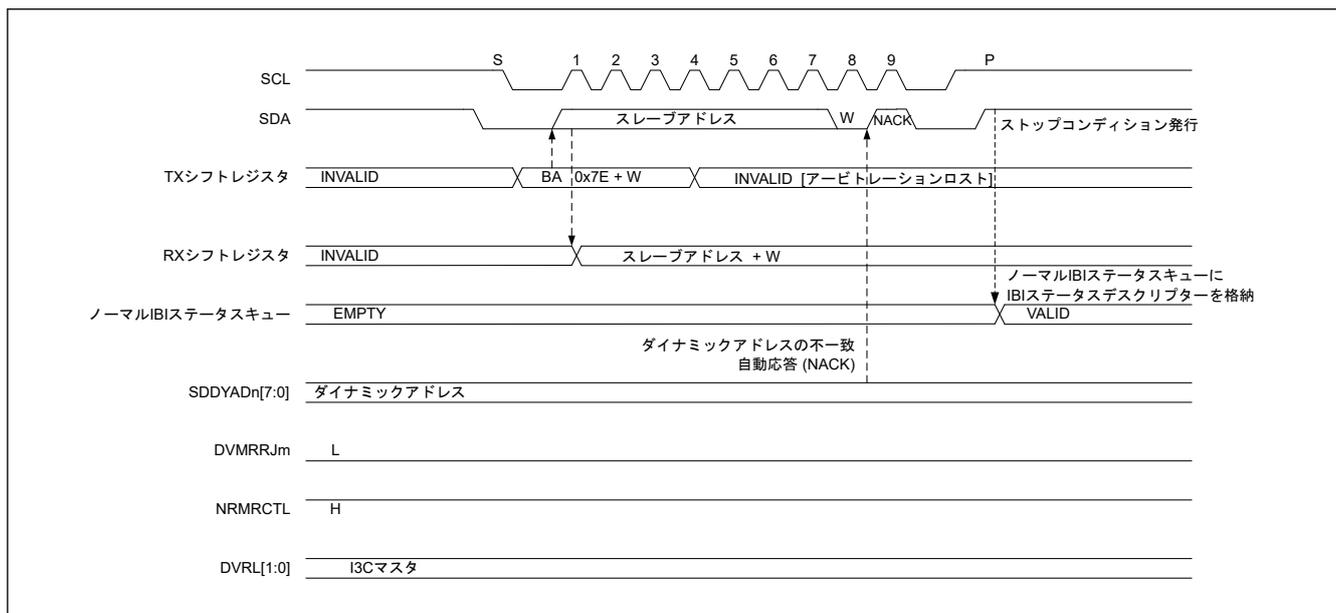 S 1 2 3 4 5 6 7 8 9 P
SCL
SDA スレーブアドレス W NACK ストップコンディション発行
TXシフトレジスタ INVALID BA 0x7E + W INVALID [アービトレーションロスト]
RXシフトレジスタ INVALID スレーブアドレス + W
ノーマルIBIステータスキューに
IBIステータスデスクリプターを格納
ノーマルIBIステータスキュー EMPTY VALID
ダイナミックアドレスの不一致
自動応答 (NACK)
SDDYADn[7:0] ダイナミックアドレス
DVMRRJm L
NRMRCTL H
DVRL[1:0] I3Cマスタ